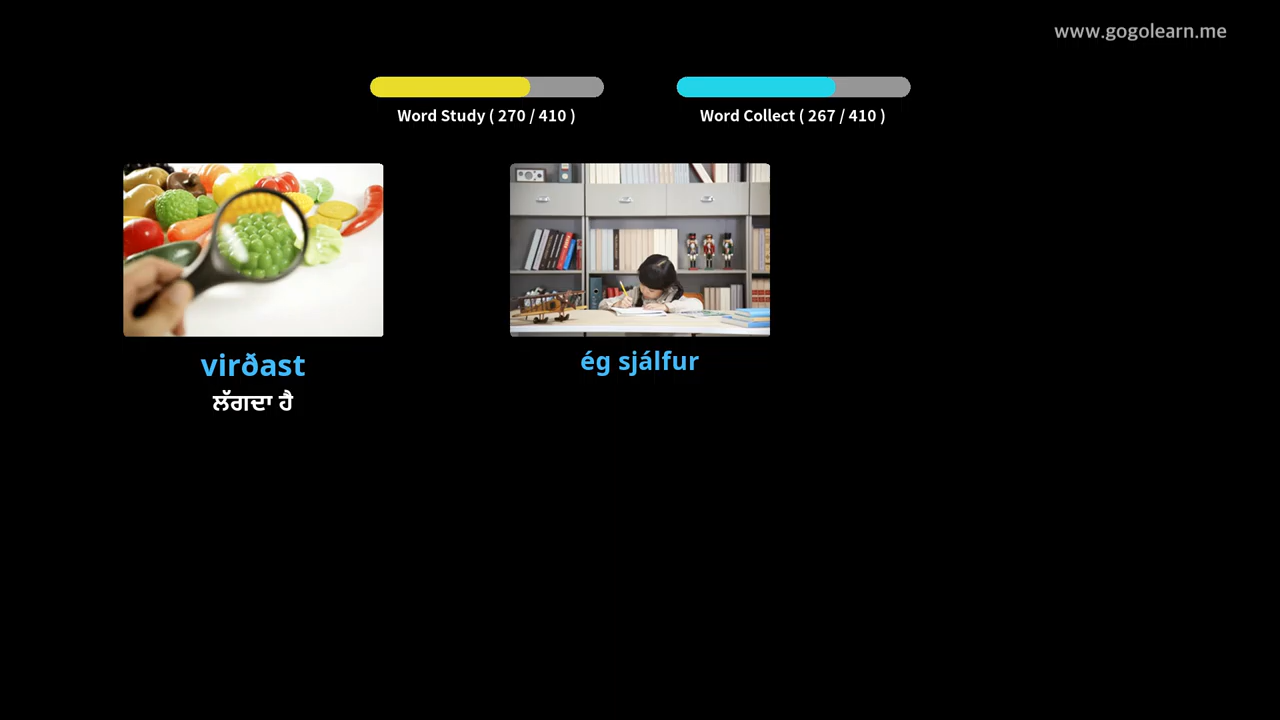 www.gogolearn.me
Word Study ( 270 / 410 )
Word Collect ( 267 / 410 )
virðast
ਲੱਗਦਾ ਹੈ
ég sjálfur